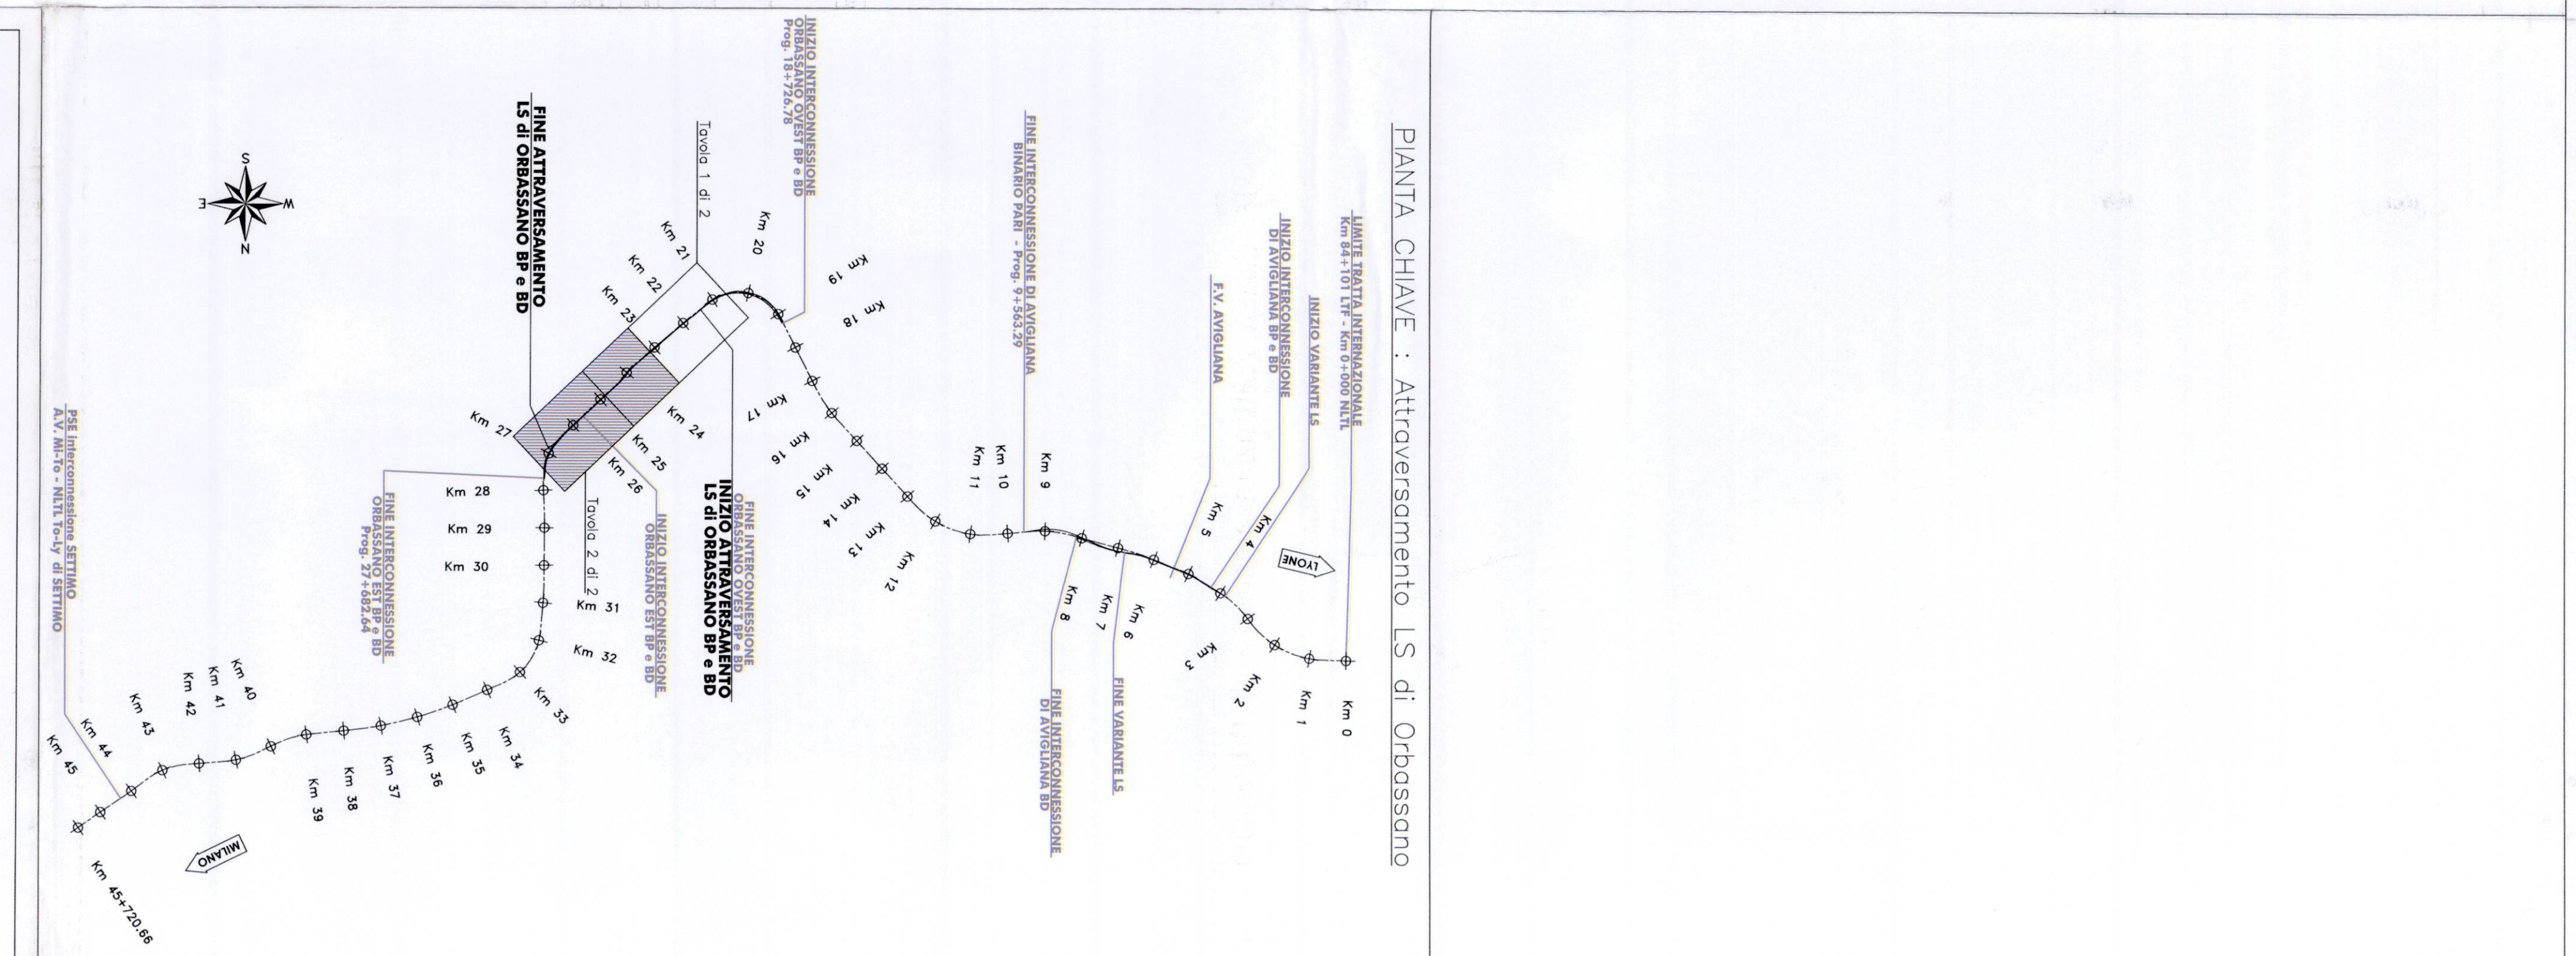 PIANTA CHIAVE : Attraversamento LS di Orbassano
LIMITE TRATTA INTERNAZIONALE
Km 84+101 LTF - Km 0+000 NLTL
INIZIO VARIANTE LS
INIZIO INTERCONNESSIONE
DI AVIGLIANA BP e BD
F.V. AVIGLIANA
FINE INTERCONNESSIONE DI AVIGLIANA
BINARIO PARI - Prog. 9+563.29
INIZIO INTERCONNESSIONE
ORBASSANO OVEST BP e BD
Prog. 18+726.78
Tavola 1 di 2
FINE ATTRAVERSAMENTO
LS di ORBASSANO BP e BD
S
W
E
N
Km 0
Km 1
Km 2
Km 3
Km 4
Km 5
Km 6
Km 7
Km 8
Km 9
Km 10
Km 11
Km 12
Km 13
Km 14
Km 15
Km 16
Km 17
Km 18
Km 19
Km 20
Km 21
Km 22
Km 23
Km 24
Km 25
Km 26
Km 27
Km 28
Km 29
Km 30
Km 31
Km 32
Km 33
Km 34
Km 35
Km 36
Km 37
Km 38
Km 39
Km 40
Km 41
Km 42
Km 43
Km 44
Km 45
Km 45+720.66
LYONE
MILANO
FINE VARIANTE LS
FINE INTERCONNESSIONE
DI AVIGLIANA BD
FINE INTERCONNESSIONE
ORBASSANO OVEST BP e BD
INIZIO ATTRAVERSAMENTO
LS di ORBASSANO BP e BD
INIZIO INTERCONNESSIONE
ORBASSANO EST BP e BD
Tavola 2 di 2
FINE INTERCONNESSIONE
ORBASSANO EST BP e BD
Prog. 27+682.64
PSE Interconnessione SETTIMO
A.V. MI-To - NLTL To-Ly di SETTIMO